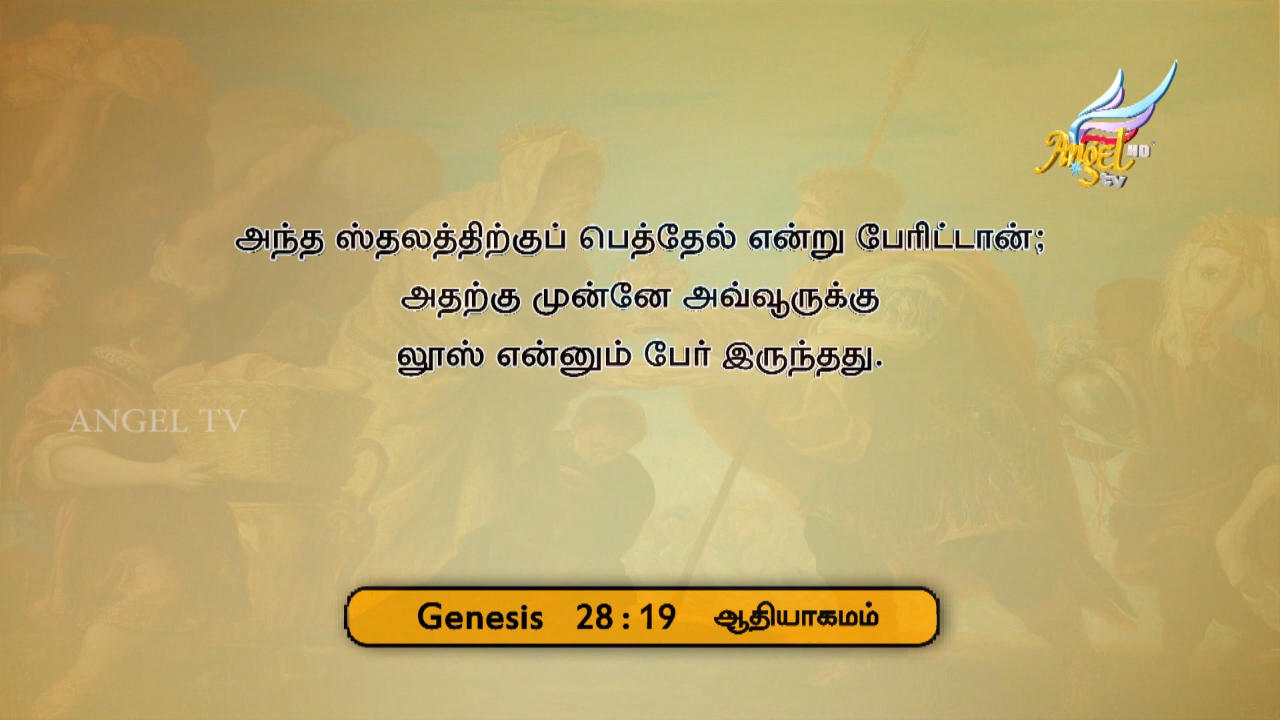 Angel HD
tv
அந்த ஸ்தலத்திற்குப் பெத்தேல் என்று பேரிட்டான்;
அதற்கு முன்னே அவ்வூருக்கு
லூஸ் என்னும் பேர் இருந்தது.
ANGEL TV
Genesis 28 : 19 ஆதியாகமம்